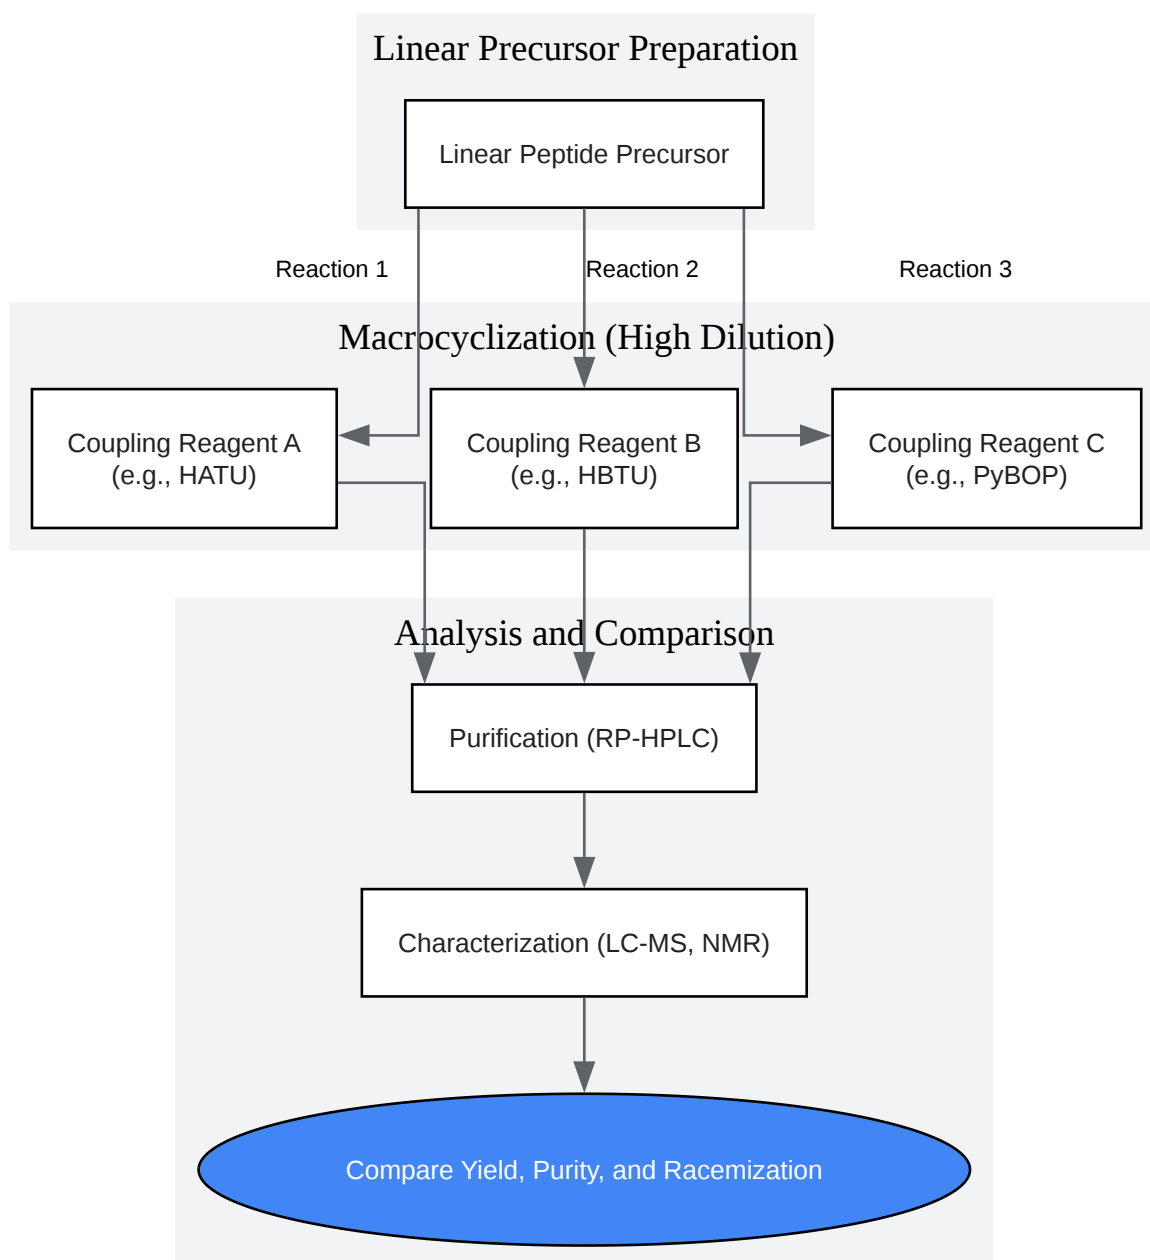 Linear Precursor Preparation
Linear Peptide Precursor
Reaction 1
Reaction 2
Reaction 3
Macrocyclization (High Dilution)
Coupling Reagent A
(e.g., HATU)
Coupling Reagent B
(e.g., HBTU)
Coupling Reagent C
(e.g., PyBOP)
Analysis and Comparison
Purification (RP-HPLC)
Characterization (LC-MS, NMR)
Compare Yield, Purity, and Racemization